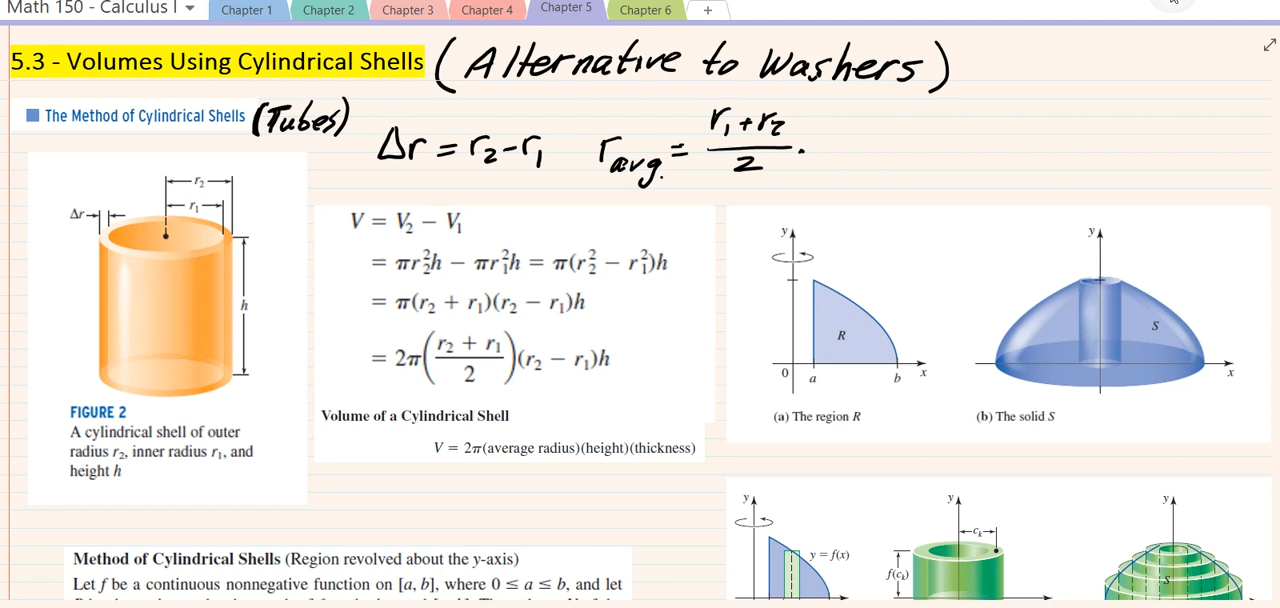 Math 150 - Calculus I
Chapter 1
Chapter 2
Chapter 3
Chapter 4
Chapter 5
Chapter 6
+
5.3 - Volumes Using Cylindrical Shells (Alternative to Washers)
The Method of Cylindrical Shells (Tubes)
Δr = r₂-r₁ r avg. = (r₁+r₂)/2.
r₂
r₁
Δr
h
FIGURE 2
A cylindrical shell of outer
radius r₂, inner radius r₁, and
height h
V = V₂ − V₁
= πr₂²h − πr₁²h = π(r₂² − r₁²)h
= π(r₂ + r₁)(r₂ − r₁)h
= 2π((r₂ + r₁)/2)(r₂ − r₁)h
Volume of a Cylindrical Shell
V = 2π(average radius)(height)(thickness)
y
R
0 a b x
(a) The region R
y
S
x
(b) The solid S
Method of Cylindrical Shells (Region revolved about the y-axis)
Let f be a continuous nonnegative function on [a, b], where 0 ≤ a ≤ b, and let
y
y = f(x)
y
cₖ
f(cₖ)
y
S